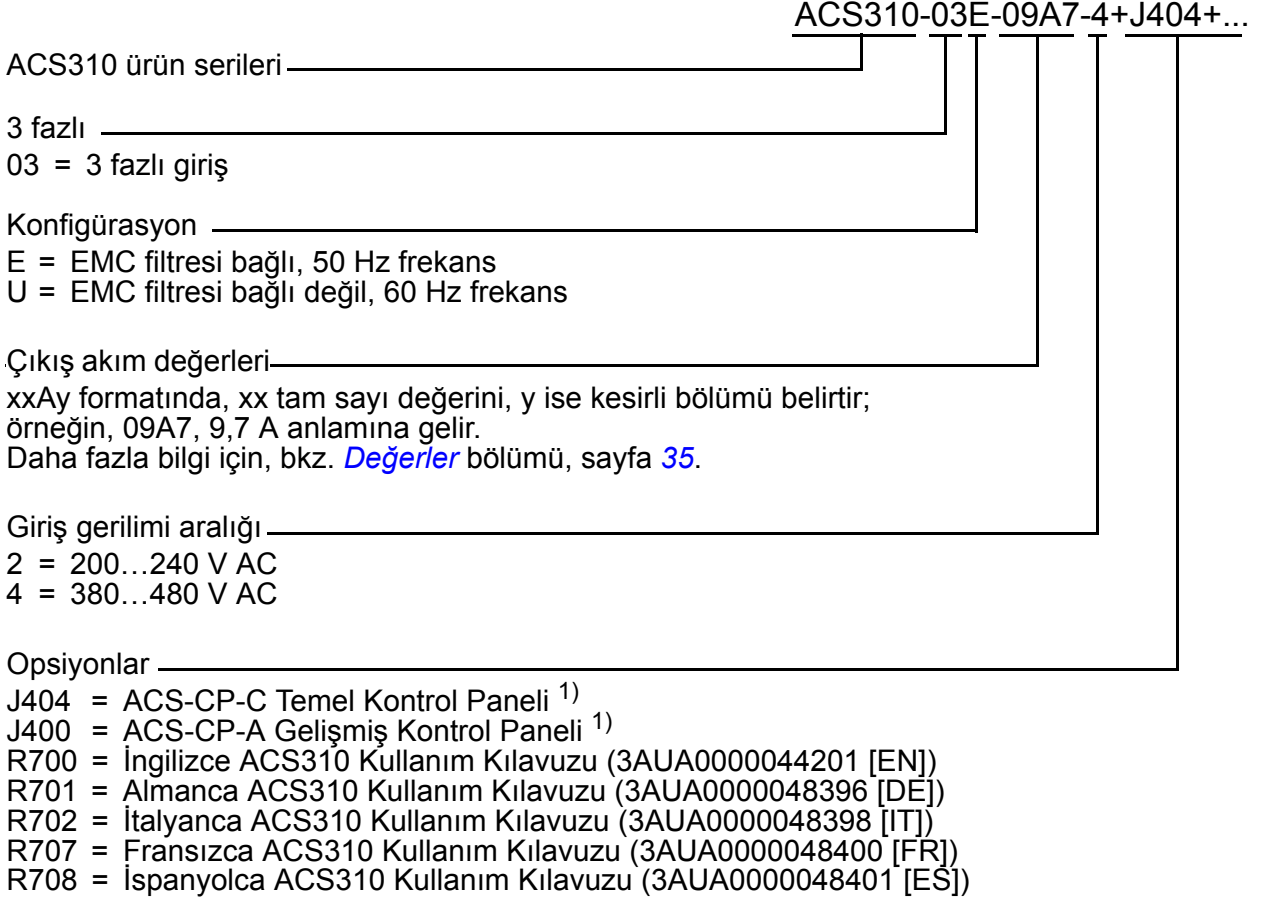 ACS310-03E-09A7-4+J404+...
ACS310 ürün serileri
3 fazlı
03 = 3 fazlı giriş
Konfigürasyon
E = EMC filtresi bağlı, 50 Hz frekans
U = EMC filtresi bağlı değil, 60 Hz frekans
Çıkış akım değerleri
xxAy formatında, xx tam sayı değerini, y ise kesirli bölümü belirtir;
örneğin, 09A7, 9,7 A anlamına gelir.
Daha fazla bilgi için, bkz. Değerler bölümü, sayfa 35.
Giriş gerilimi aralığı
2 = 200…240 V AC
4 = 380…480 V AC
Opsiyonlar
J404 = ACS-CP-C Temel Kontrol Paneli 1)
J400 = ACS-CP-A Gelişmiş Kontrol Paneli 1)
R700 = İngilizce ACS310 Kullanım Kılavuzu (3AUA0000044201 [EN])
R701 = Almanca ACS310 Kullanım Kılavuzu (3AUA0000048396 [DE])
R702 = İtalyanca ACS310 Kullanım Kılavuzu (3AUA0000048398 [IT])
R707 = Fransızca ACS310 Kullanım Kılavuzu (3AUA0000048400 [FR])
R708 = İspanyolca ACS310 Kullanım Kılavuzu (3AUA0000048401 [ES])